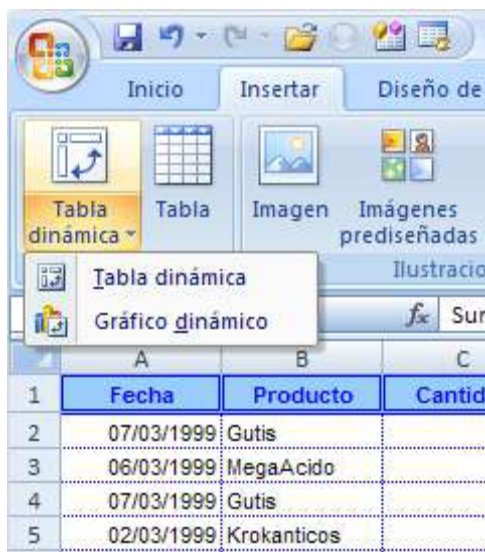 Inicio Insertar Diseño de
Tabla dinámica Tabla Imagen Imágenes prediseñadas
Ilustracio
Tabla dinámica
Gráfico dinámico
fx Sur
A B C
1 Fecha Producto Cantid
2 07/03/1999 Gutis
3 06/03/1999 MegaAcido
4 07/03/1999 Gutis
5 02/03/1999 Krokanticos